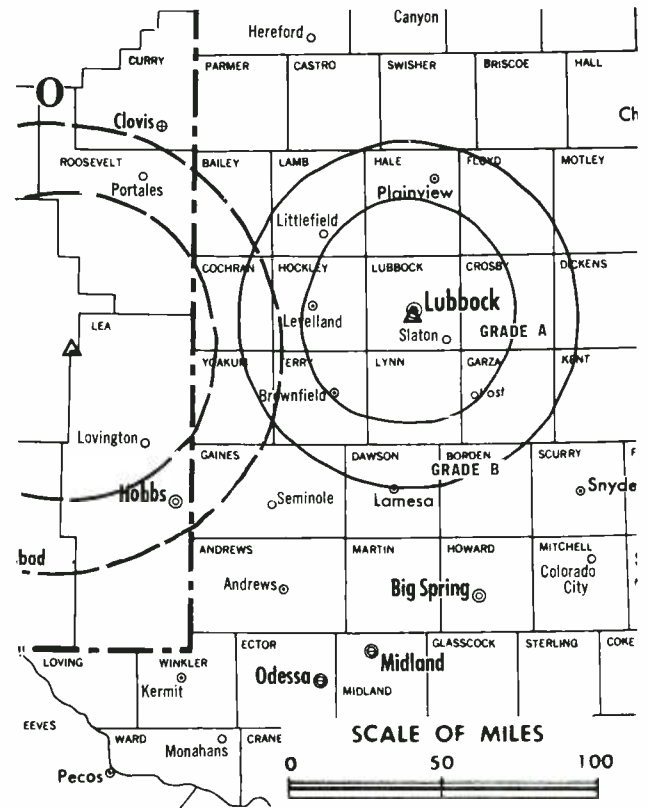 Canyon
Hereford
CURRY
PARMER
CASTRO
SWISHER
BRISCOE
HALL
O
Clovis
Ch
ROOSEVELT
BAILEY
LAMB
HALE
FLOYD
MOTLEY
Portales
Plainview
Littlefield
COCHRAN
HOCKLEY
LUBBOCK
CROSBY
DICKENS
Levelland
Lubbock
LEA
Slaton
GRADE A
YOAKUM
TERRY
LYNN
GARZA
KENT
Brownfield
Post
Lovington
GAINES
DAWSON
BORDEN
SCURRY
F
GRADE B
Hobbs
Seminole
Lamesa
Snyde
bad
ANDREWS
MARTIN
HOWARD
MITCHELL
Andrews
Big Spring
Colorado
City
LOVING
WINKLER
ECTOR
GLASSCOCK
STERLING
COKE
Kermit
Odessa
Midland
MIDLAND
EEVES
WARD
Monahans
CRANE
SCALE OF MILES
Pecos
0
50
100